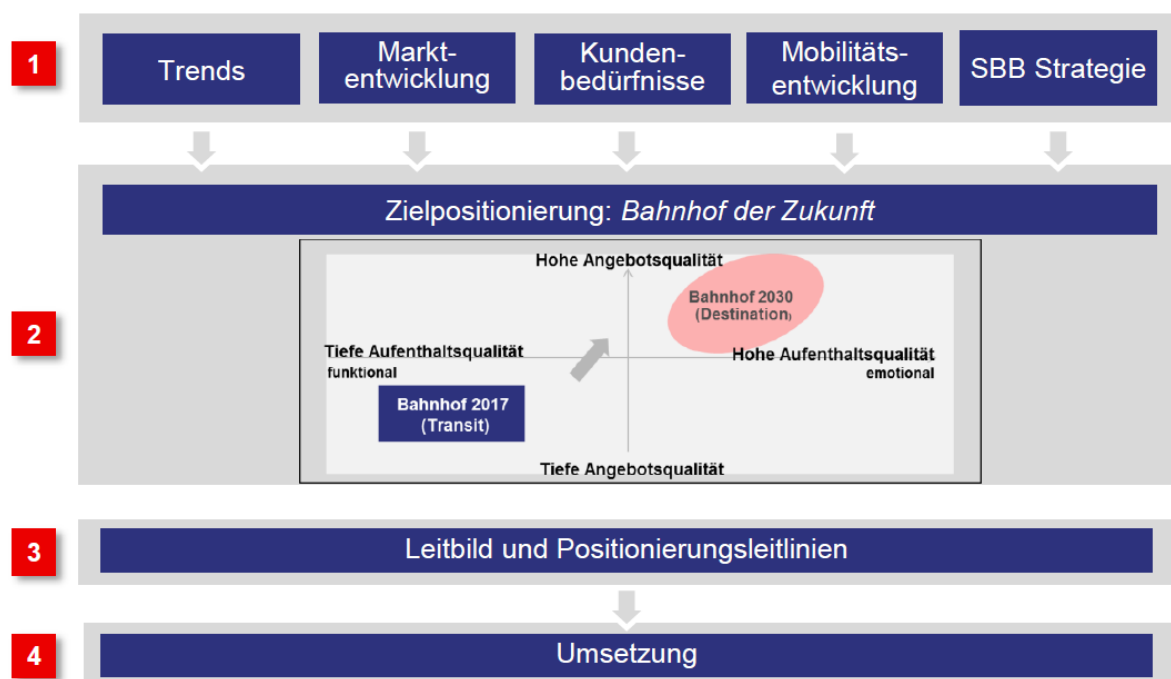 1
Trends
Markt-
entwicklung
Kunden-
bedürfnisse
Mobilitäts-
entwicklung
SBB Strategie
2
Zielpositionierung: Bahnhof der Zukunft
Hohe Angebotsqualität
Bahnhof 2030
(Destination)
Tiefe Aufenthaltsqualität
funktional
Hohe Aufenthaltsqualität
emotional
Bahnhof 2017
(Transit)
Tiefe Angebotsqualität
3
Leitbild und Positionierungsleitlinien
4
Umsetzung